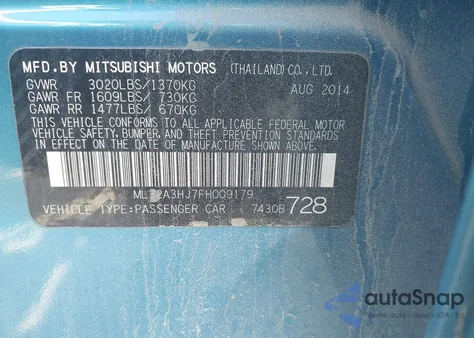 MFD.BY MITSUBISHI MOTORS (THAILAND)CO.,LTD.
GVWR 3020LBS/1370KG
AUG 2014
GAWR FR 1609LBS/ 730KG
GAWR RR 1477LBS/ 670KG
THIS VEHICLE CONFORMS TO ALL APPLICABLE FEDERAL MOTOR
VEHICLE SAFETY, BUMPER, AND THEFT PREVENTION STANDARDS
IN EFFECT ON THE DATE OF MANUFACTURE SHOWN ABOVE.
ML32A3HJ7FH009179
VEHICLE TYPE:PASSENGER CAR 7430B 728
autoSnap